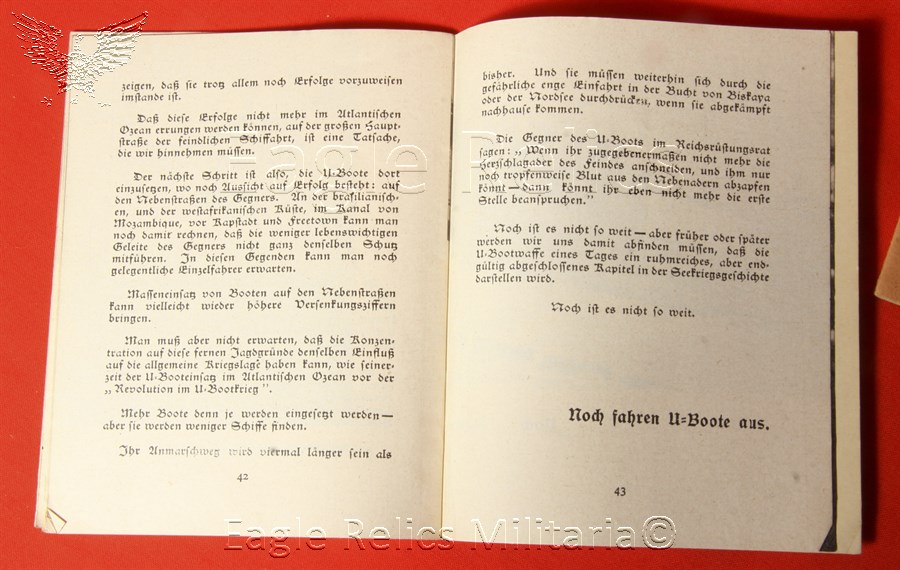 zeigen, daß sie trotz allem noch Erfolge vorzuweisen
imstande ist.
Daß diese Erfolge nicht mehr im Atlantischen
Ozean errungen werden können, auf der großen Haupt-
straße der feindlichen Schiffahrt, ist eine Tatsache,
die wir hinnehmen müssen.
Der nächste Schritt ist also, die U-Boote dort
einzusetzen, wo noch Aussicht auf Erfolg besteht: auf
den Nebenstraßen des Gegners. An der brasilianisch-
schen, und der westafrikanischen Küste, im Kanal von
Mozambique, vor Kapstadt und Freetown kann man
noch damit rechnen, daß die weniger lebenswichtigen
Geleite des Gegners nicht ganz denselben Schutz
mitführen. In diesen Gegenden kann man noch
gelegentliche Einzelfahrer erwarten.
Masseneinsatz von Booten auf den Nebenstraßen
kann vielleicht wieder höhere Versenkungsziffern
bringen.
Man muß aber nicht erwarten, daß die Konzen-
tration auf diese fernen Jagdgründe denselben Einfluß
auf die allgemeine Kriegslage haben kann, wie seiner-
zeit der U-Booteinsatz im Atlantischen Ozean vor der
„Revolution im U-Bootkrieg".
Mehr Boote denn je werden eingesetzt werden—
aber sie werden weniger Schiffe finden.
Ihr Anmarschweg wird viermal länger sein als
42
bisher. Und sie müssen weiterhin sich durch die
gefährliche enge Einfahrt in der Bucht von Biskaya
oder der Nordsee durchdrücken, wenn sie abgekämpft
nachhause kommen.
Die Gegner des U-Boots im Reichsrüstungsrat
sagen: „Wenn ihr zugegebenermaßen nicht mehr die
Herzschlagader des Feindes anschneiden, und ihm nur
noch tropfenweise Blut aus den Nebenadern abzapfen
könnt—dann könnt ihr eben nicht mehr die erste
Stelle beanspruchen."
Noch ist es nicht so weit—aber früher oder später
werden wir uns damit abfinden müssen, daß die
U-Bootwaffe eines Tages ein ruhmreiches, aber end-
gültig abgeschlossenes Kapitel in der Seekriegsgeschichte
darstellen wird.
Noch ist es nicht so weit.
Noch fahren U-Boote aus.
43
Eagle Relics
Eagle Relics Militaria©